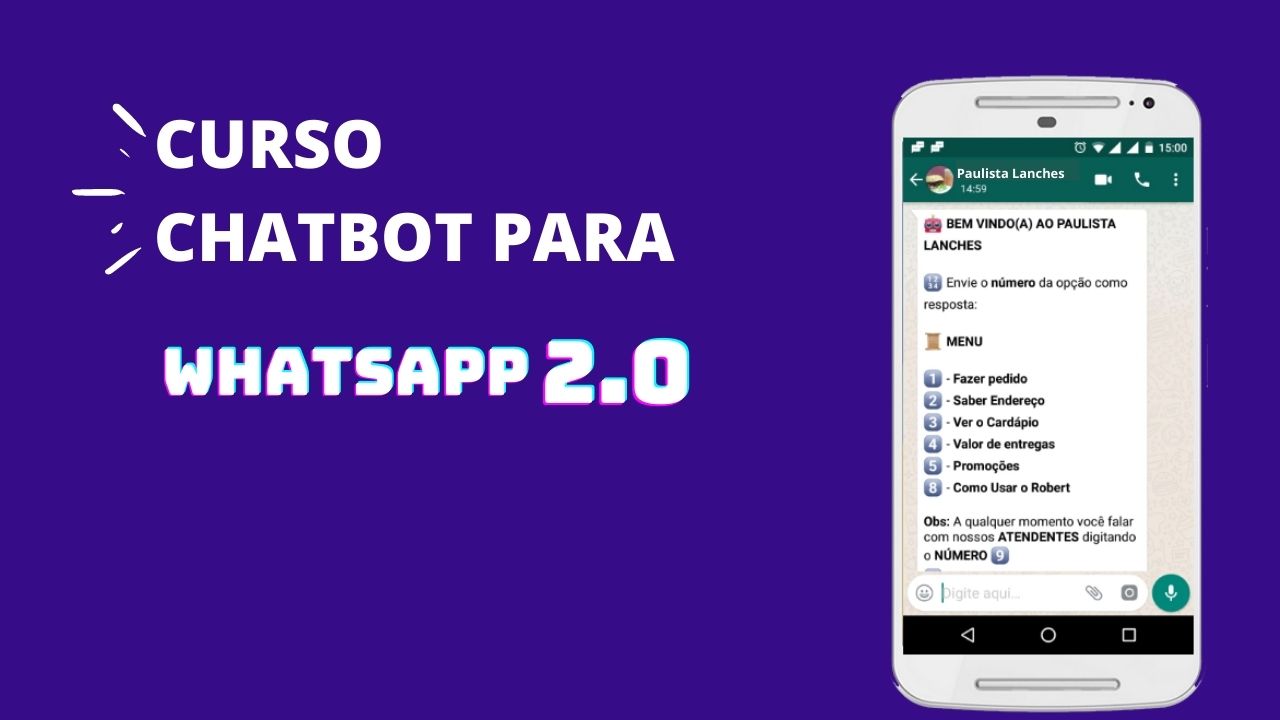 CURSO
CHATBOT PARA
WHATSAPP 2.0
15:00
Paulista Lanches
14:59
BEM VINDO(A) AO PAULISTA
LANCHES
Envie o número da opção como
resposta:
MENU
1 - Fazer pedido
2 - Saber Endereço
3 - Ver o Cardápio
4 - Valor de entregas
5 - Promoções
8 - Como Usar o Robert
Obs: A qualquer momento você falar
com nossos ATENDENTES digitando
o NÚMERO 9
Digite aqui...